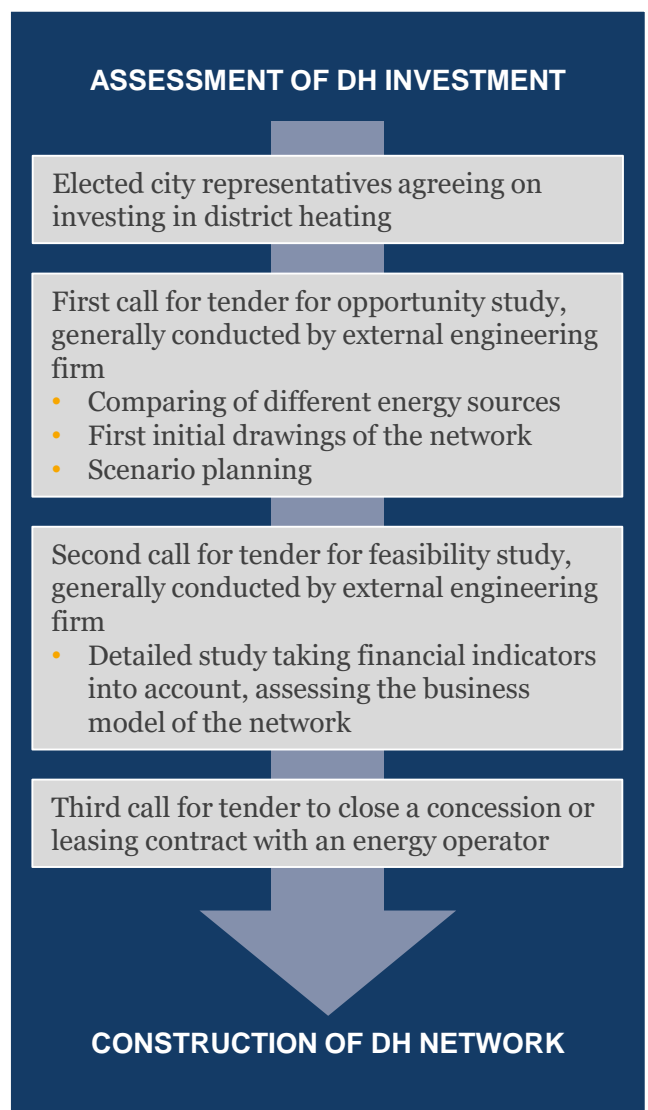 ASSESSMENT OF DH INVESTMENT
Elected city representatives agreeing on
investing in district heating
First call for tender for opportunity study,
generally conducted by external engineering
firm
• Comparing of different energy sources
• First initial drawings of the network
• Scenario planning
Second call for tender for feasibility study,
generally conducted by external engineering
firm
• Detailed study taking financial indicators
into account, assessing the business
model of the network
Third call for tender to close a concession or
leasing contract with an energy operator
CONSTRUCTION OF DH NETWORK